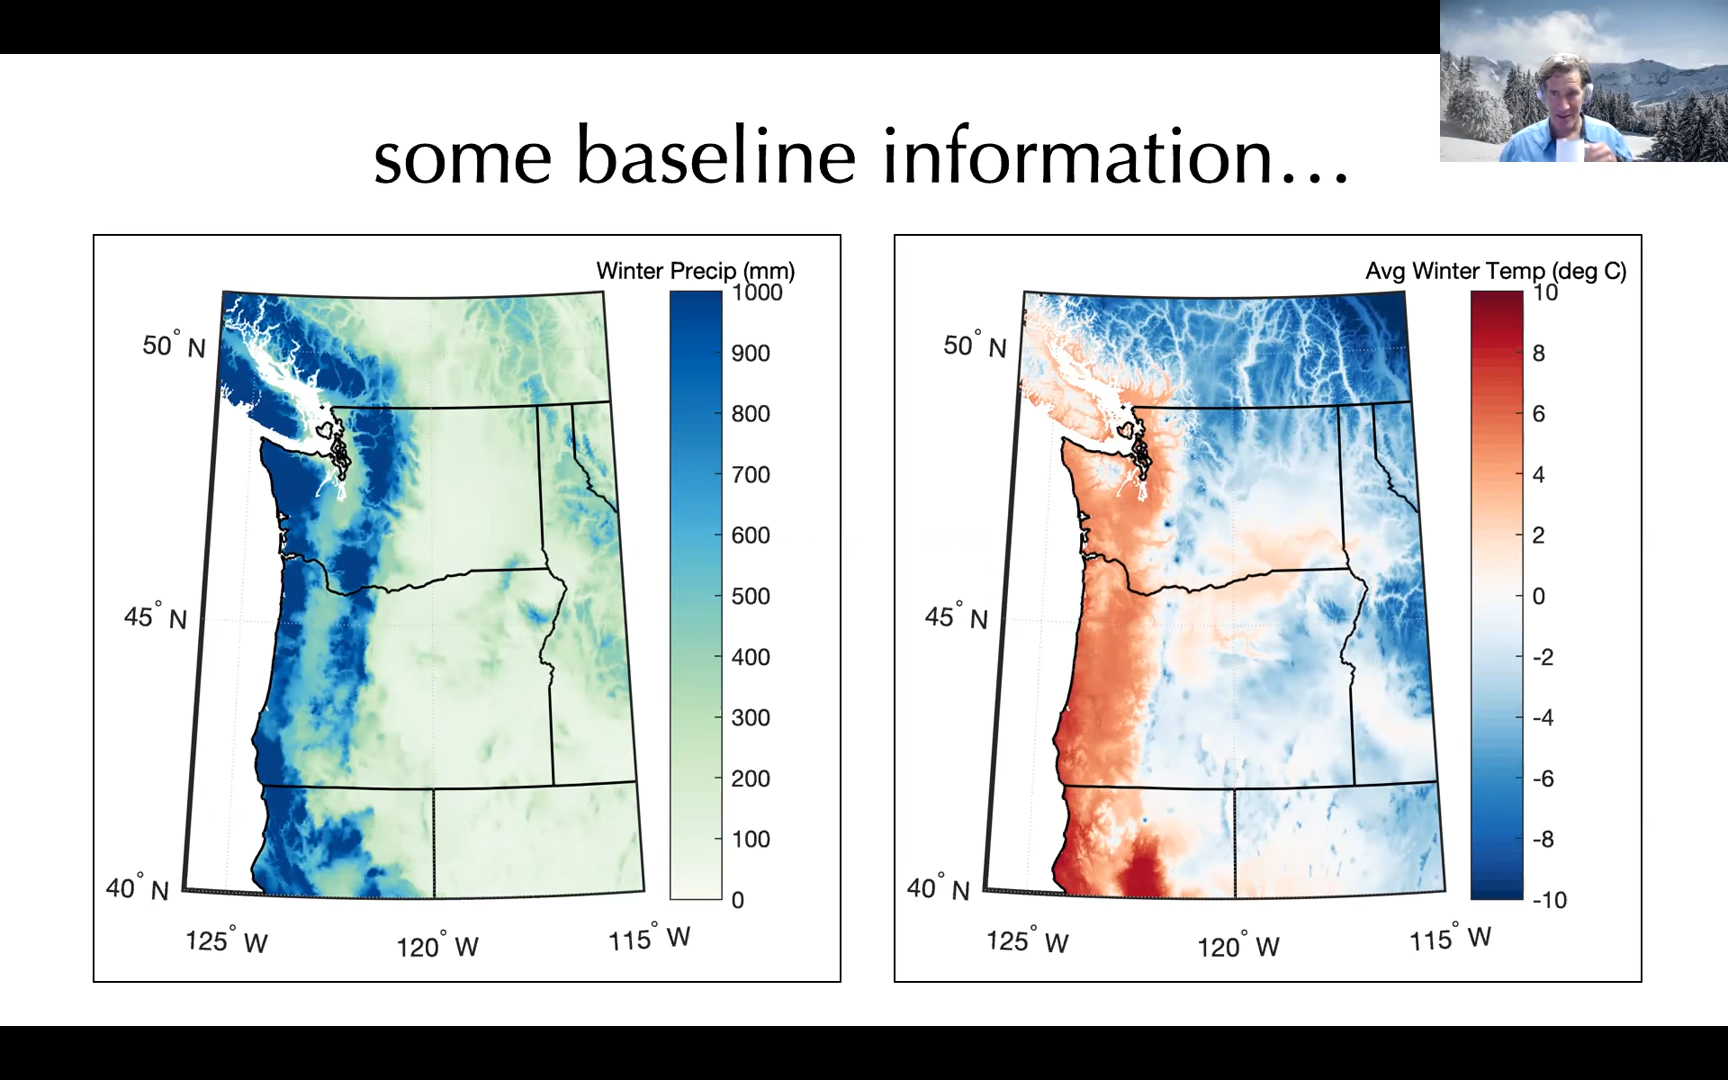 some baseline information...
Winter Precip (mm)
1000
900
800
700
600
500
400
300
200
100
0
50° N
45° N
40° N
125° W
120° W
115° W
Avg Winter Temp (deg C)
10
8
6
4
2
0
-2
-4
-6
-8
-10
50° N
45° N
40° N
125° W
120° W
115° W